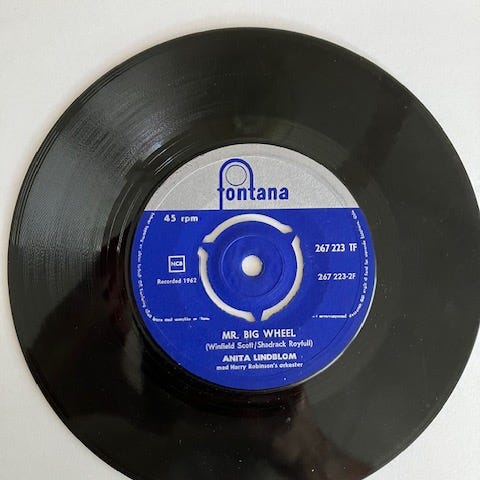 fontana
45 rpm
267 223 TF
NCB
267 223-2F
Recorded 1962
MR. BIG WHEEL
(Winfield Scott/Shadrack Royfull)
ANITA LINDBLOM
med Harry Robinson's orkester